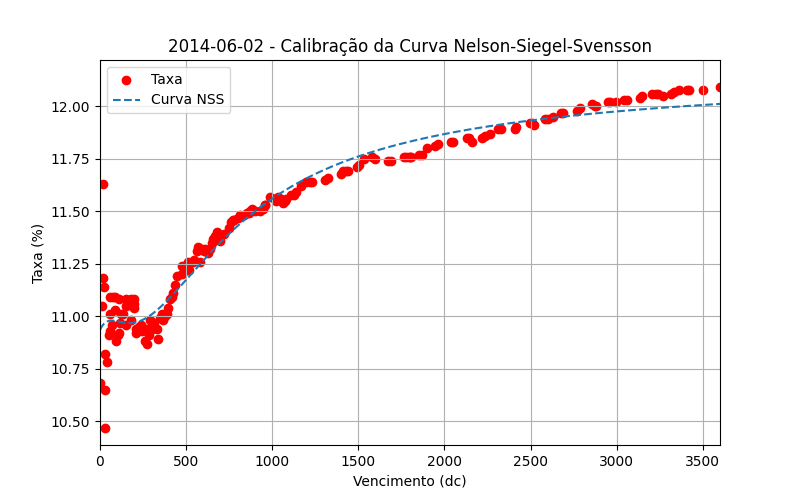 2014-06-02 - Calibração da Curva Nelson-Siegel-Svensson
Taxa
Curva NSS
12.00
11.75
11.50
11.25
11.00
10.75
10.50
Taxa (%)
0 500 1000 1500 2000 2500 3000 3500
Vencimento (dc)